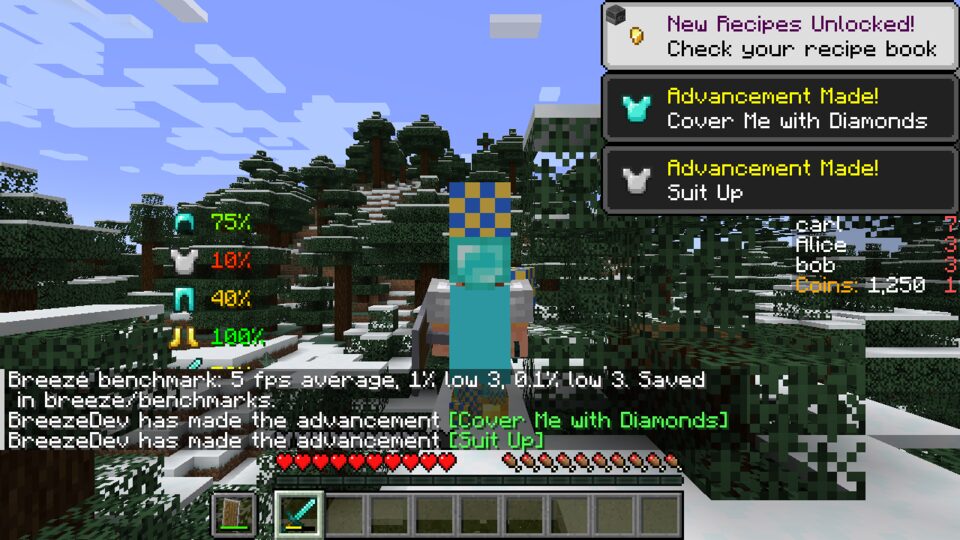 New Recipes Unlocked!
Check your recipe book
Advancement Made!
Cover Me with Diamonds
Advancement Made!
Suit Up
75%
10%
40%
100%
carl 7
Alice 3
bob 3
Coins: 1,250 1
Breeze benchmark: 5 fps average, 1% low 3, 0.1% low 3. Saved
in breeze/benchmarks.
BreezeDev has made the advancement [Cover Me with Diamonds]
BreezeDev has made the advancement [Suit Up]